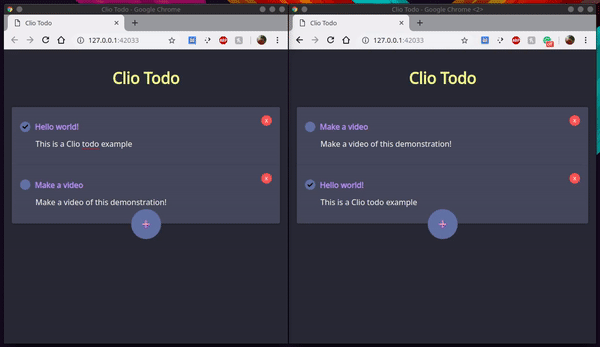 Clio Todo - Google Chrome
Clio Todo
127.0.0.1:42033
Clio Todo
Hello world!
x
This is a Clio todo example
Make a video
x
Make a video of this demonstration!
+
Clio Todo - Google Chrome <2>
Clio Todo
127.0.0.1:42033
Clio Todo
Make a video
x
Make a video of this demonstration!
Hello world!
x
This is a Clio todo example
+